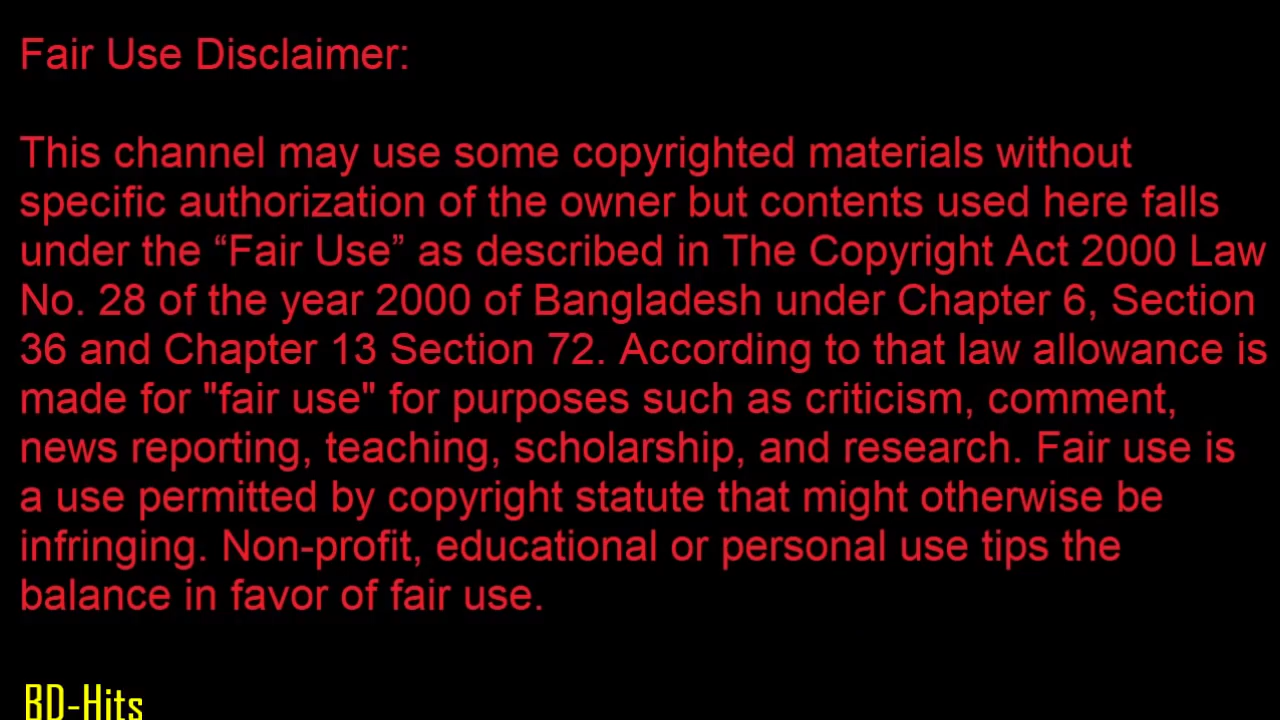 Fair Use Disclaimer:
This channel may use some copyrighted materials without
specific authorization of the owner but contents used here falls
under the “Fair Use” as described in The Copyright Act 2000 Law
No. 28 of the year 2000 of Bangladesh under Chapter 6, Section
36 and Chapter 13 Section 72. According to that law allowance is
made for "fair use" for purposes such as criticism, comment,
news reporting, teaching, scholarship, and research. Fair use is
a use permitted by copyright statute that might otherwise be
infringing. Non-profit, educational or personal use tips the
balance in favor of fair use.
BD-Hits